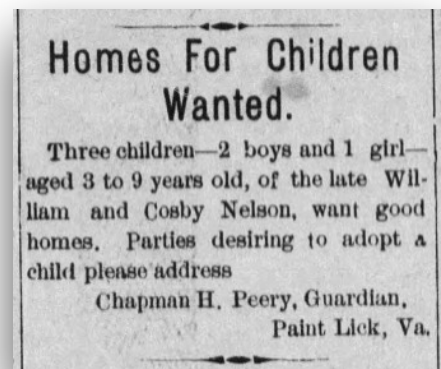 Homes For Children
Wanted.
Three children—2 boys and 1 girl—
aged 3 to 9 years old, of the late Wil-
liam and Cosby Nelson, want good
homes. Parties desiring to adopt a
child please address
Chapman H. Peery, Guardian,
Paint Lick, Va.